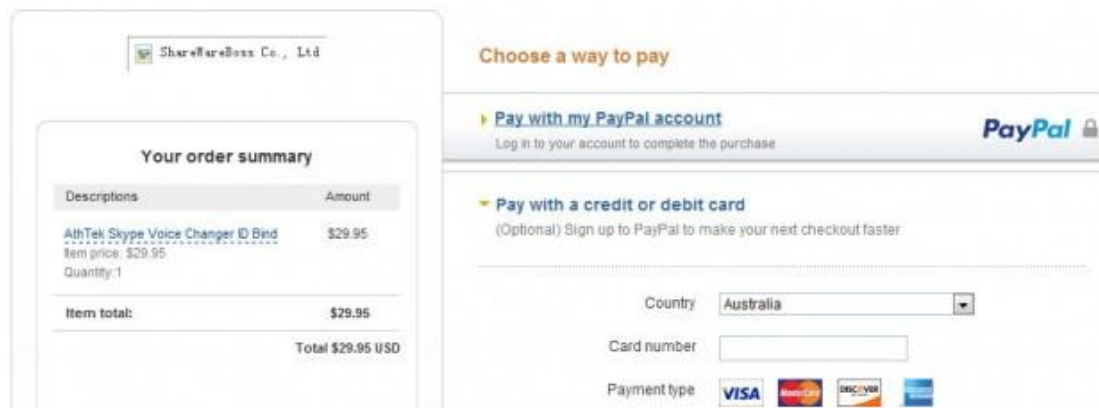 ShareWareBoss Co., Ltd
Your order summary
Descriptions Amount
AthTek Skype Voice Changer ID Bind $29.95
Item price: $29.95
Quantity:1
Item total: $29.95
Total $29.95 USD
Choose a way to pay
Pay with my PayPal account
Log in to your account to complete the purchase
PayPal
Pay with a credit or debit card
(Optional) Sign up to PayPal to make your next checkout faster
Country Australia
Card number
Payment type VISA MasterCard DISCOVER